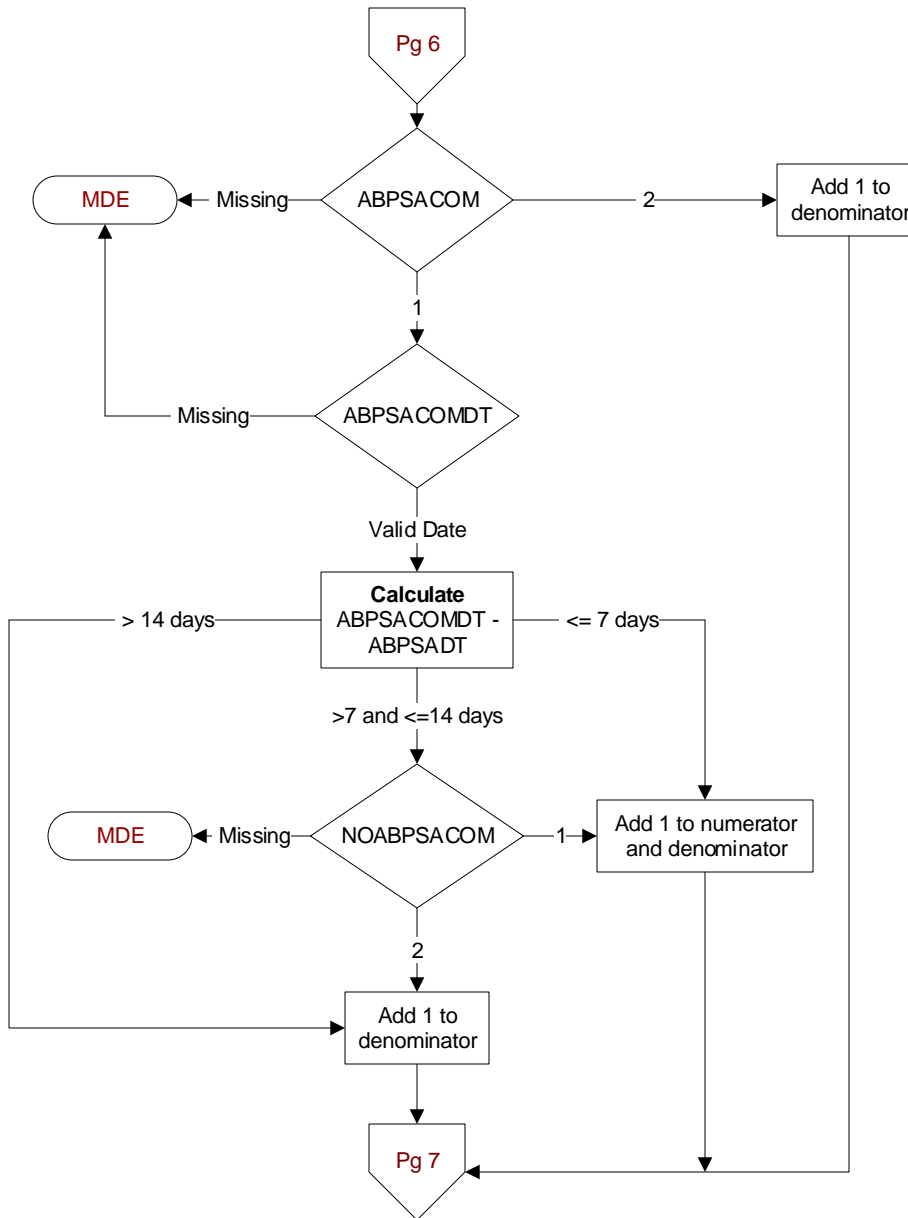 Pg 6
MDE
Missing
ABPSACOM
2
Add 1 to
denominator
1
Missing
ABPSACOMDT
Valid Date
Calculate
ABPSACOMDT -
ABPSADT
> 14 days
<= 7 days
>7 and <=14 days
MDE
Missing
NOABPSACOM
1
Add 1 to numerator
and denominator
2
Add 1 to
denominator
Pg 7